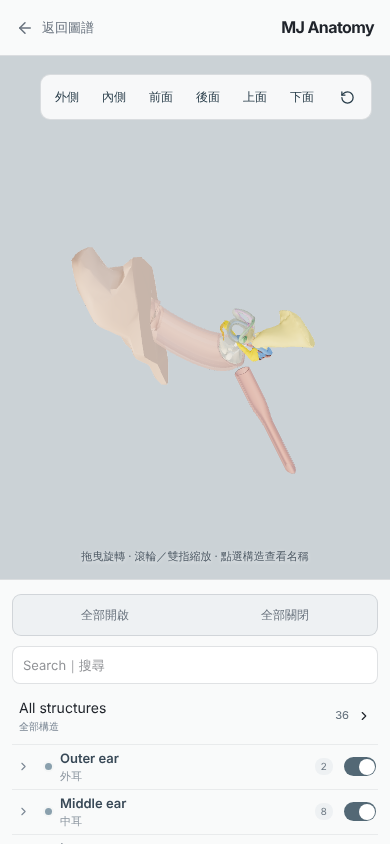 返回圖譜
MJ Anatomy
外側 內側 前面 後面 上面 下面
拖曳旋轉 · 滾輪／雙指縮放 · 點選構造查看名稱
全部開啟 全部關閉
Search｜搜尋
All structures 36
全部構造
Outer ear 2
外耳
Middle ear 8
中耳